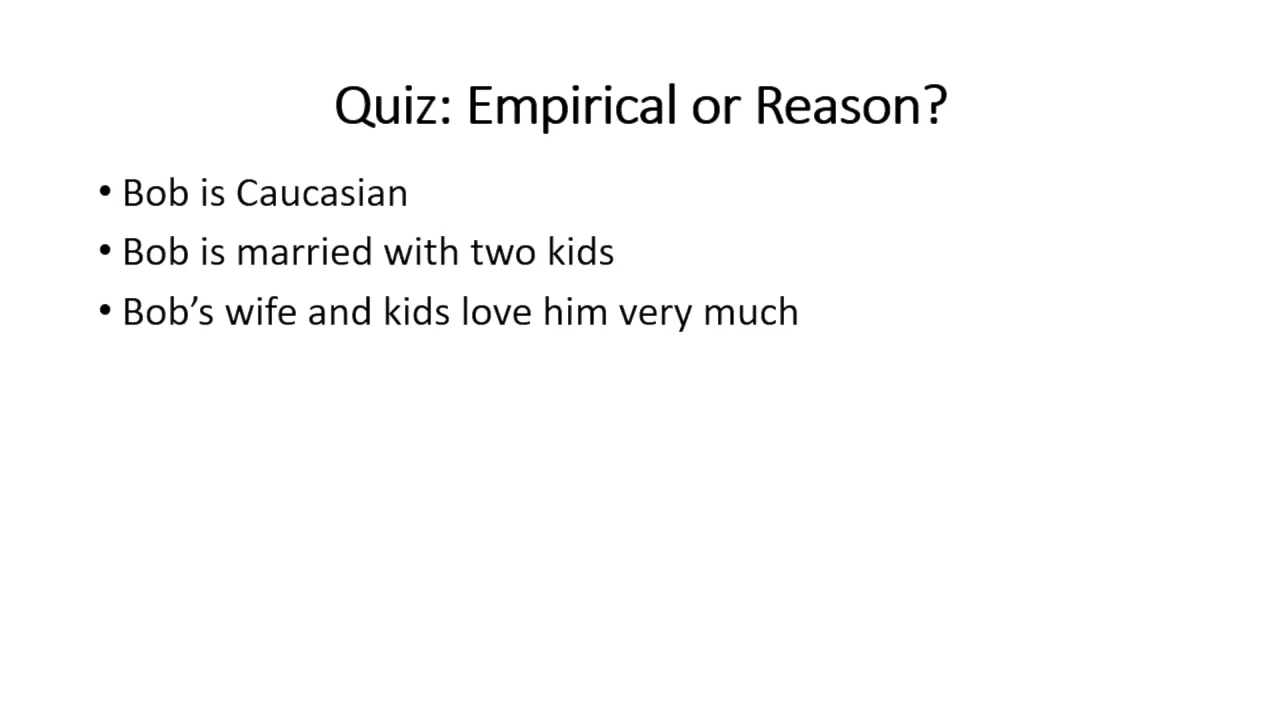 Quiz: Empirical or Reason?
• Bob is Caucasian
• Bob is married with two kids
• Bob’s wife and kids love him very much